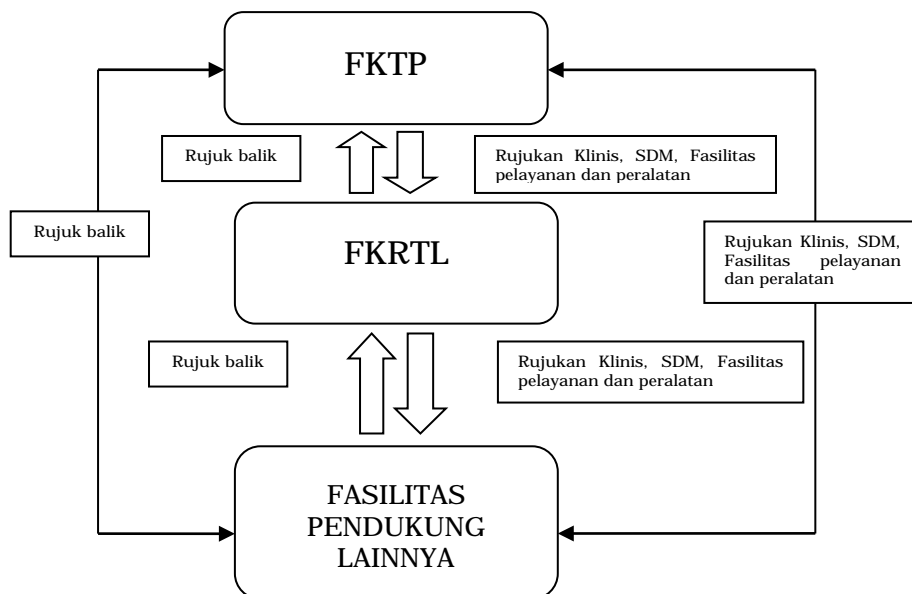 FKTP
Rujuk balik
Rujukan Klinis, SDM, Fasilitas
pelayanan dan peralatan
Rujuk balik
FKRTL
Rujukan Klinis, SDM,
Fasilitas pelayanan
dan peralatan
Rujuk balik
Rujukan Klinis, SDM, Fasilitas
pelayanan dan peralatan
FASILITAS
PENDUKUNG
LAINNYA